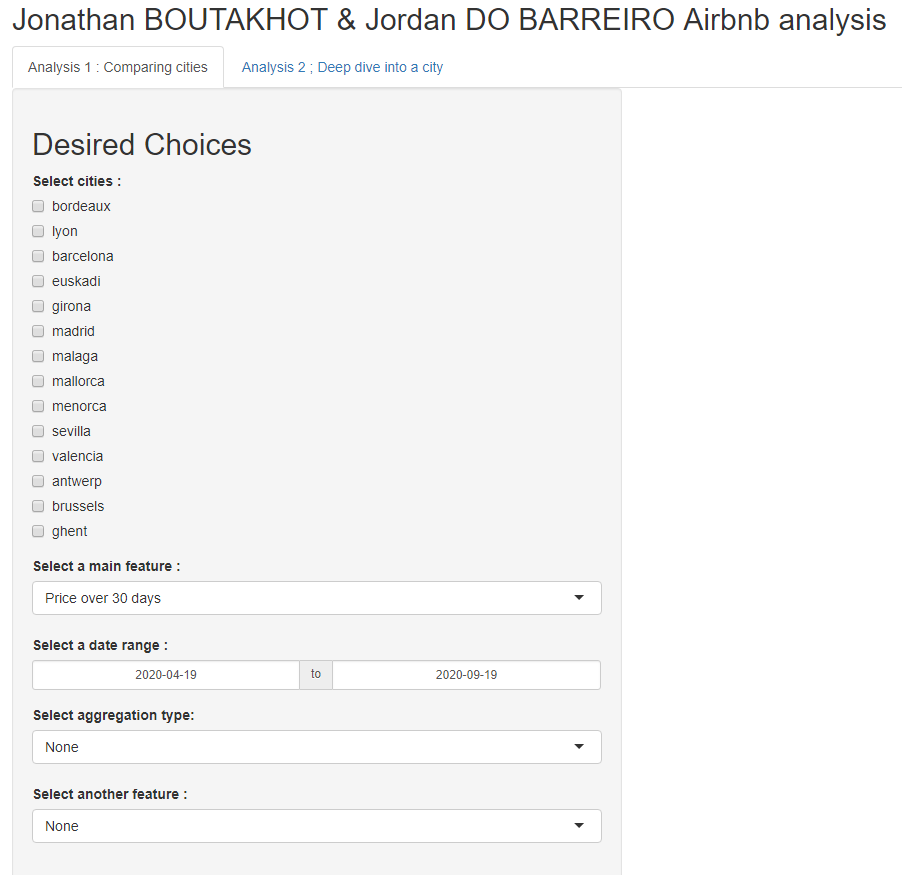 Jonathan BOUTAKHOT & Jordan DO BARREIRO Airbnb analysis
Analysis 1 : Comparing cities Analysis 2 ; Deep dive into a city
Desired Choices
Select cities :
bordeaux
lyon
barcelona
euskadi
girona
madrid
malaga
mallorca
menorca
sevilla
valencia
antwerp
brussels
ghent
Select a main feature :
Price over 30 days
Select a date range :
2020-04-19 to 2020-09-19
Select aggregation type:
None
Select another feature :
None